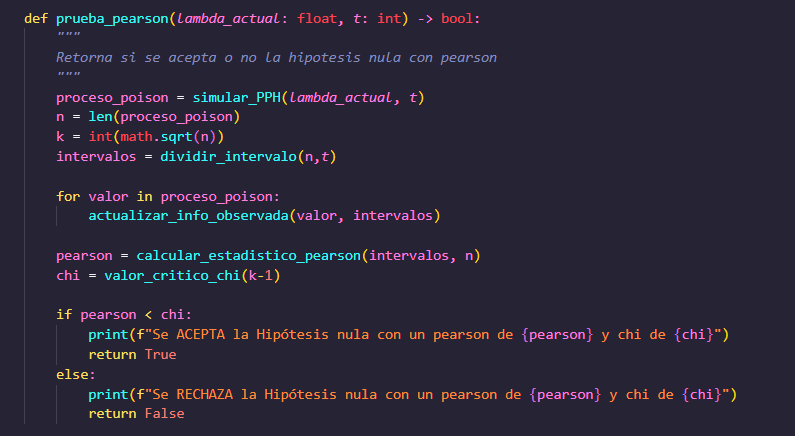 def prueba_pearson(lambda_actual: float, t: int) -> bool:
    """
    Retorna si se acepta o no la hipotesis nula con pearson
    """
    proceso_poison = simular_PPH(lambda_actual, t)
    n = len(proceso_poison)
    k = int(math.sqrt(n))
    intervalos = dividir_intervalo(n,t)

    for valor in proceso_poison:
        actualizar_info_observada(valor, intervalos)

    pearson = calcular_estadistico_pearson(intervalos, n)
    chi = valor_critico_chi(k-1)

    if pearson < chi:
        print(f"Se ACEPTA la Hipótesis nula con un pearson de {pearson} y chi de {chi}")
        return True
    else:
        print(f"Se RECHAZA la Hipótesis nula con un pearson de {pearson} y chi de {chi}")
        return False